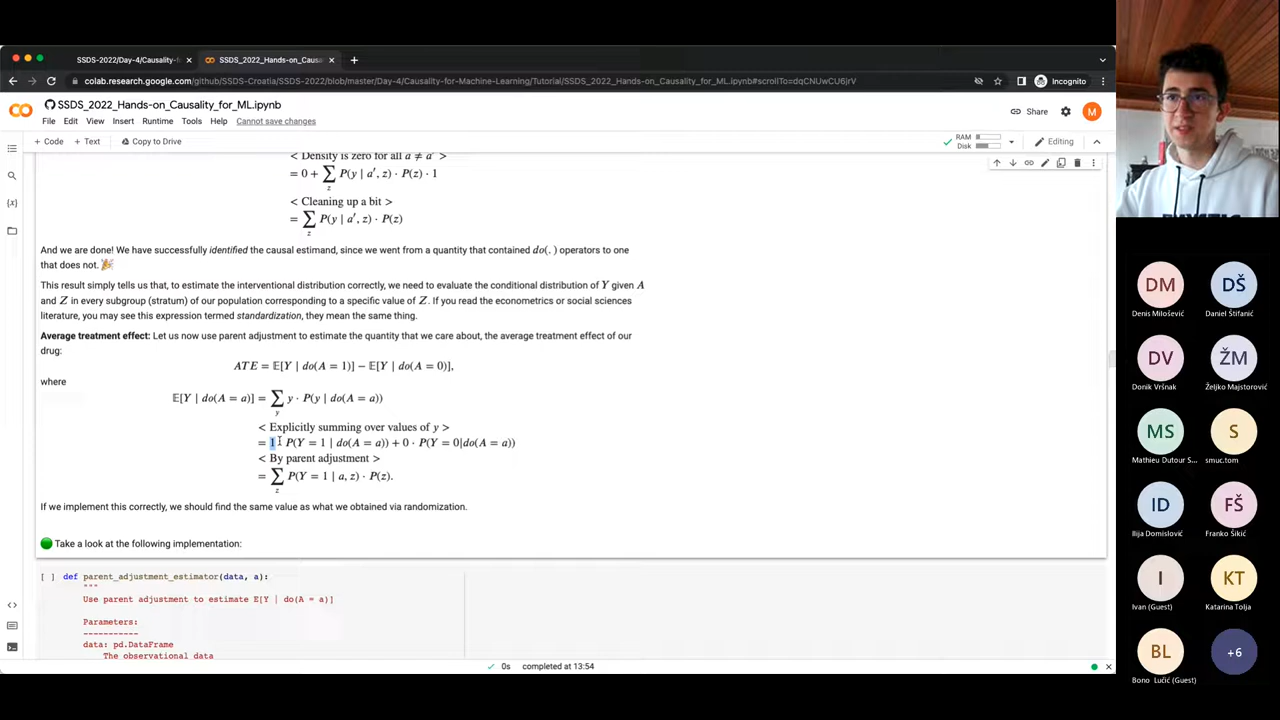 SSDS-2022/Day-4/Causality-f
SSDS_2022_Hands-on_Causa
colab.research.google.com/github/SSDS-Croatia/SSDS-2022/blob/master/Day-4/Causality-for-Machine-Learning/Tutorial/SSDS_2022_Hands-on_Causality_for_ML.ipynb#scrollTo=dqCNUwCU6jrV
Incognito
SSDS_2022_Hands-on_Causality_for_ML.ipynb
File Edit View Insert Runtime Tools Help Cannot save changes
Share
M
+ Code + Text Copy to Drive
RAM
Disk
Editing
< Density is zero for all a ≠ a′ >
= 0 + ∑z P(y | a′, z) · P(z) · 1
< Cleaning up a bit >
= ∑z P(y | a′, z) · P(z)
And we are done! We have successfully identified the causal estimand, since we went from a quantity that contained do(. ) operators to one
that does not. 🎉
This result simply tells us that, to estimate the interventional distribution correctly, we need to evaluate the conditional distribution of Y given A
and Z in every subgroup (stratum) of our population corresponding to a specific value of Z. If you read the econometrics or social sciences
literature, you may see this expression termed standardization, they mean the same thing.
Average treatment effect: Let us now use parent adjustment to estimate the quantity that we care about, the average treatment effect of our
drug:
ATE = 𝔼[Y | do(A = 1)] − 𝔼[Y | do(A = 0)],
where
𝔼[Y | do(A = a)] = ∑y y · P(y | do(A = a))
< Explicitly summing over values of y >
= 1 P(Y = 1 | do(A = a)) + 0 · P(Y = 0|do(A = a))
< By parent adjustment >
= ∑z P(Y = 1 | a, z) · P(z).
If we implement this correctly, we should find the same value as what we obtained via randomization.
🟢 Take a look at the following implementation:
[ ] def parent_adjustment_estimator(data, a):
"""
Use parent adjustment to estimate E[Y | do(A = a)]
Parameters:
-----------
data: pd.DataFrame
The observational data
0s completed at 13:54
DM
Denis Milošević
DŠ
Daniel Štifanić
DV
Donik Vršnak
ŽM
Željko Majstorović
MS
Mathieu Dutour S...
S
smuc.tom
ID
Ilija Domislović
FŠ
Franko Šikić
I
Ivan (Guest)
KT
Katarina Tolja
BL
Bono Lučić (Guest)
+6